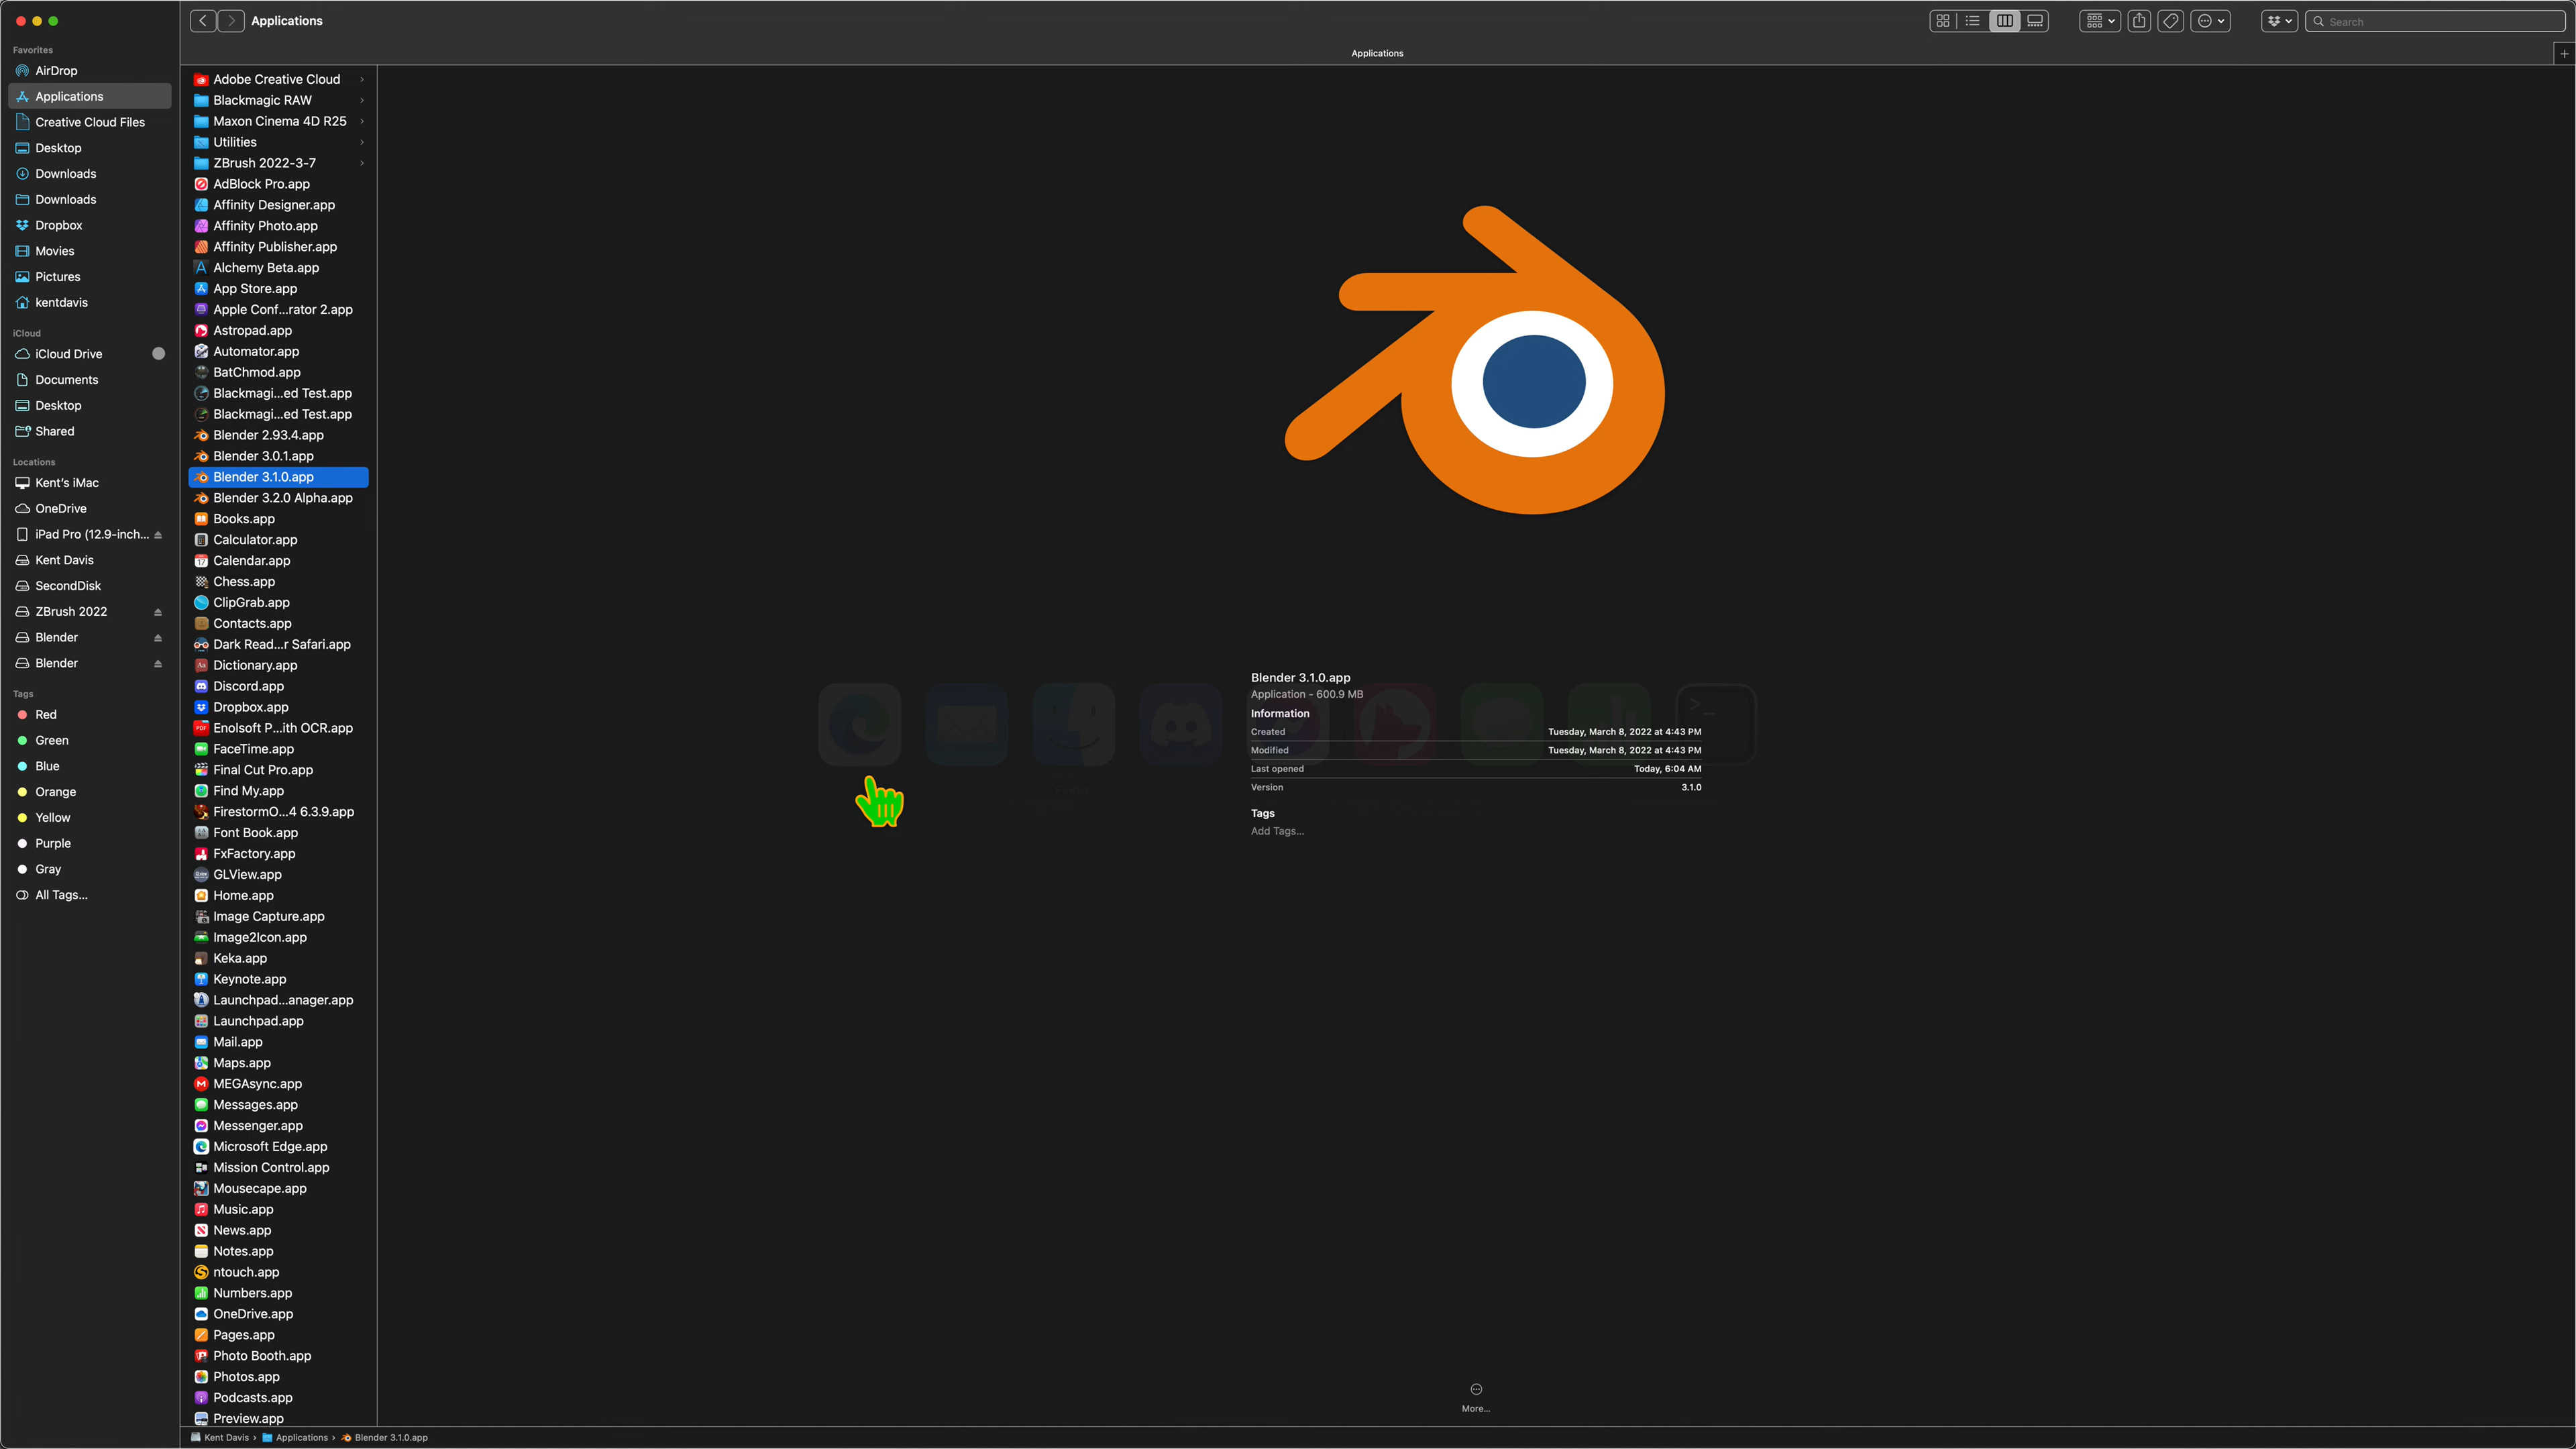 Applications
Search
Applications
Favorites
AirDrop
Applications
Creative Cloud Files
Desktop
Downloads
Downloads
Dropbox
Movies
Pictures
kentdavis
iCloud
iCloud Drive
Documents
Desktop
Shared
Locations
Kent's iMac
OneDrive
iPad Pro (12.9-inch...
Kent Davis
SecondDisk
ZBrush 2022
Blender
Blender
Tags
Red
Green
Blue
Orange
Yellow
Purple
Gray
All Tags...
Adobe Creative Cloud
Blackmagic RAW
Maxon Cinema 4D R25
Utilities
ZBrush 2022-3-7
AdBlock Pro.app
Affinity Designer.app
Affinity Photo.app
Affinity Publisher.app
Alchemy Beta.app
App Store.app
Apple Conf...rator 2.app
Astropad.app
Automator.app
BatChmod.app
Blackmagi...ed Test.app
Blackmagi...ed Test.app
Blender 2.93.4.app
Blender 3.0.1.app
Blender 3.1.0.app
Blender 3.2.0 Alpha.app
Books.app
Calculator.app
Calendar.app
Chess.app
ClipGrab.app
Contacts.app
Dark Read...r Safari.app
Dictionary.app
Discord.app
Dropbox.app
Enolsoft P...ith OCR.app
FaceTime.app
Final Cut Pro.app
Find My.app
FirestormO...4 6.3.9.app
Font Book.app
FxFactory.app
GLView.app
Home.app
Image Capture.app
Image2Icon.app
Keka.app
Keynote.app
Launchpad...anager.app
Launchpad.app
Mail.app
Maps.app
MEGAsync.app
Messages.app
Messenger.app
Microsoft Edge.app
Mission Control.app
Mousecape.app
Music.app
News.app
Notes.app
ntouch.app
Numbers.app
OneDrive.app
Pages.app
Photo Booth.app
Photos.app
Podcasts.app
Preview.app
Blender 3.1.0.app
Application - 600.9 MB
Information
Created Tuesday, March 8, 2022 at 4:43 PM
Modified Tuesday, March 8, 2022 at 4:43 PM
Last opened Today, 6:04 AM
Version 3.1.0
Tags
Add Tags...
More...
Kent Davis › Applications › Blender 3.1.0.app